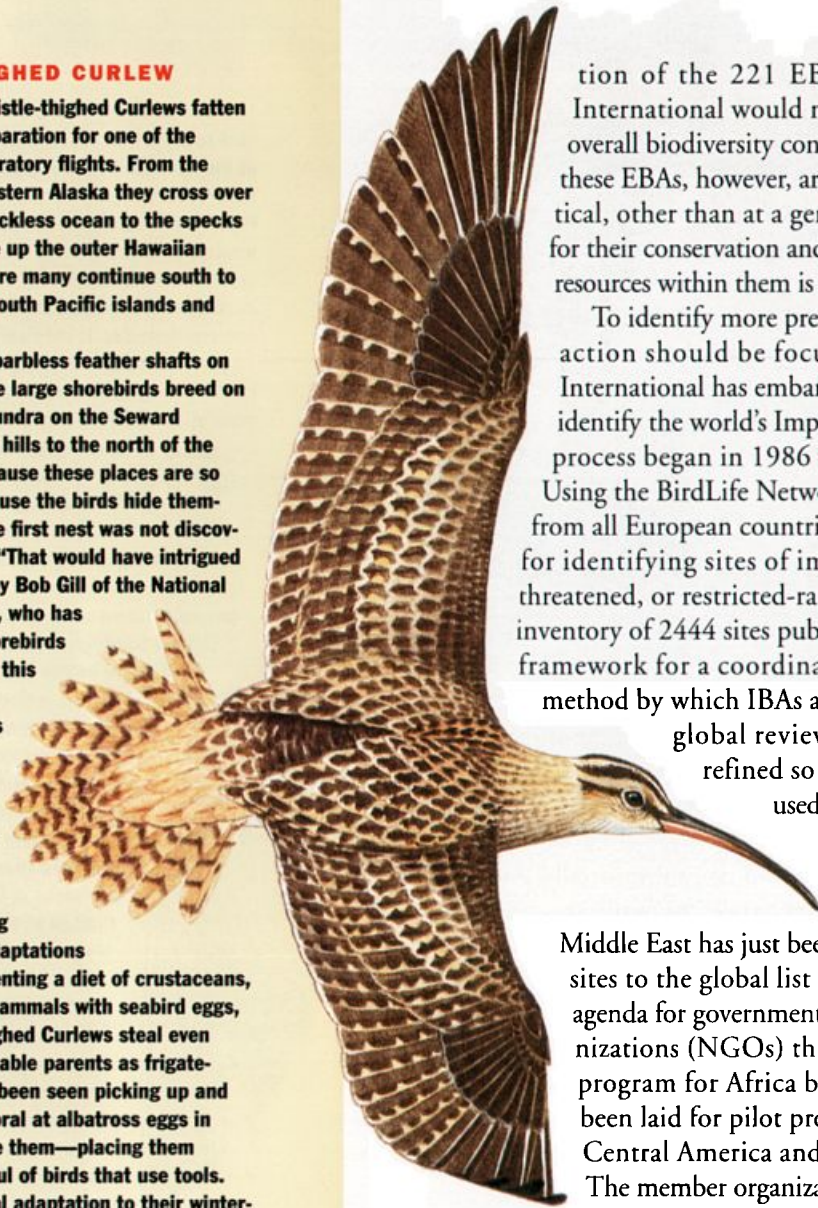 GHED CURLEW
istle-thighed Curlews fatten
paration for one of the
ratory flights. From the
stern Alaska they cross over
ckless ocean to the specks
e up the outer Hawaiian
re many continue south to
outh Pacific islands and
barbless feather shafts on
e large shorebirds breed on
undra on the Seward
hills to the north of the
ause these places are so
use the birds hide them-
e first nest was not discov-
"That would have intrigued
y Bob Gill of the National
, who has
orebirds
this
s
g
aptations
enting a diet of crustaceans,
ammals with seabird eggs,
ghed Curlews steal even
able parents as frigate-
been seen picking up and
oral at albatross eggs in
e them—placing them
ul of birds that use tools.
al adaptation to their winter-
tion of the 221 EB
International would r
overall biodiversity con
these EBAs, however, ar
tical, other than at a ger
for their conservation and
resources within them is
To identify more pre
action should be focu
International has embar
identify the world's Imp
process began in 1986
Using the BirdLife Netwo
from all European countri
for identifying sites of im
threatened, or restricted-ra
inventory of 2444 sites pub
framework for a coordina
method by which IBAs a
global review
refined so
used
Middle East has just bee
sites to the global list
agenda for government
nizations (NGOs) th
program for Africa b
been laid for pilot pro
Central America and
The member organiza